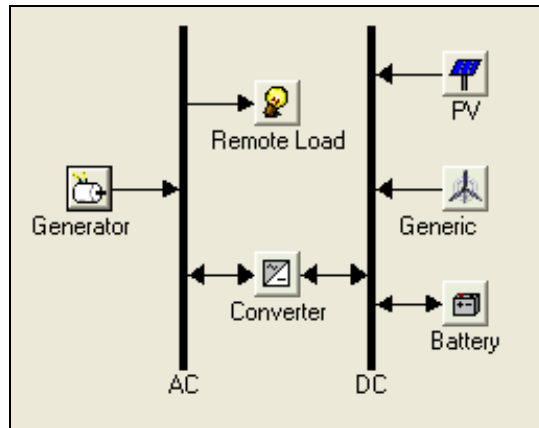 Remote Load
PV
Generator
Generic
Converter
Battery
AC
DC